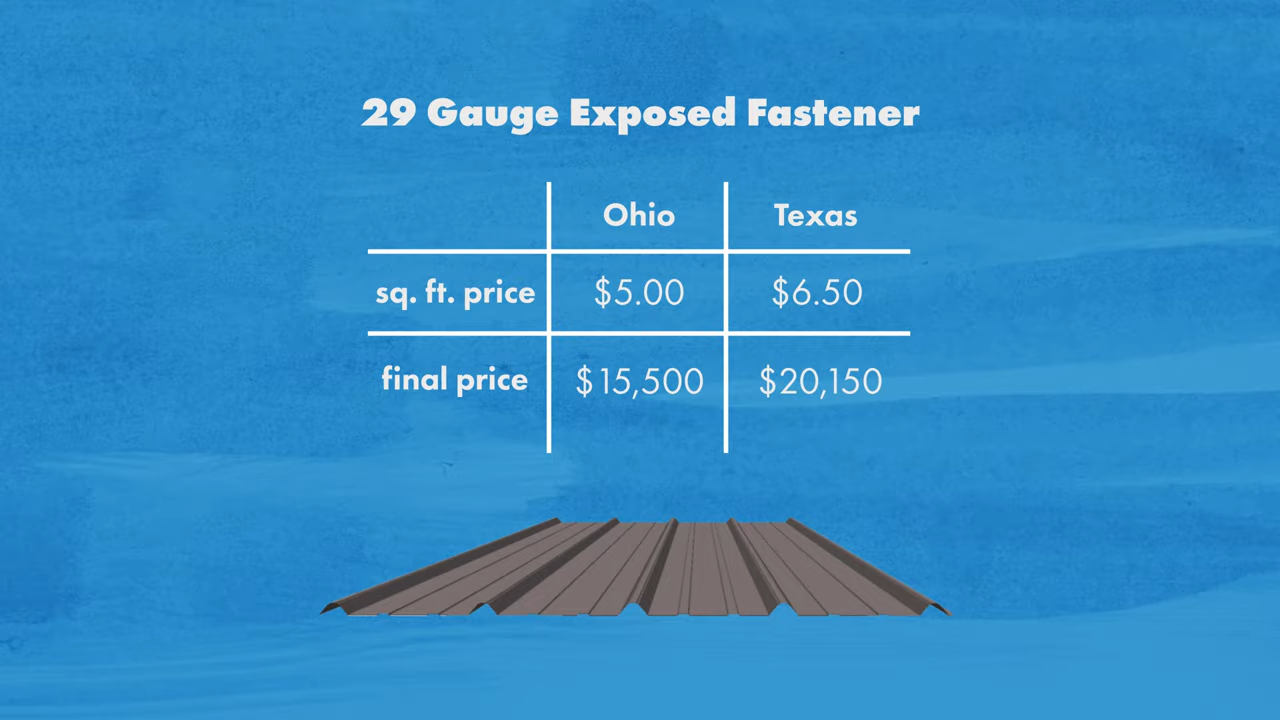 29 Gauge Exposed Fastener
Ohio Texas
sq. ft. price $5.00 $6.50
final price $15,500 $20,150